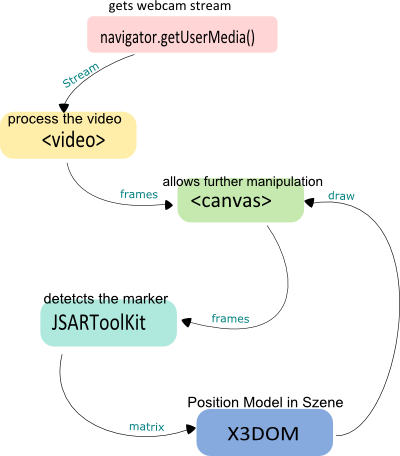 gets webcam stream
navigator.getUserMedia()
Stream
process the video
<video>
frames
allows further manipulation
<canvas>
draw
detetcts the marker
frames
JSARToolKit
Position Model in Szene
matrix
X3DOM